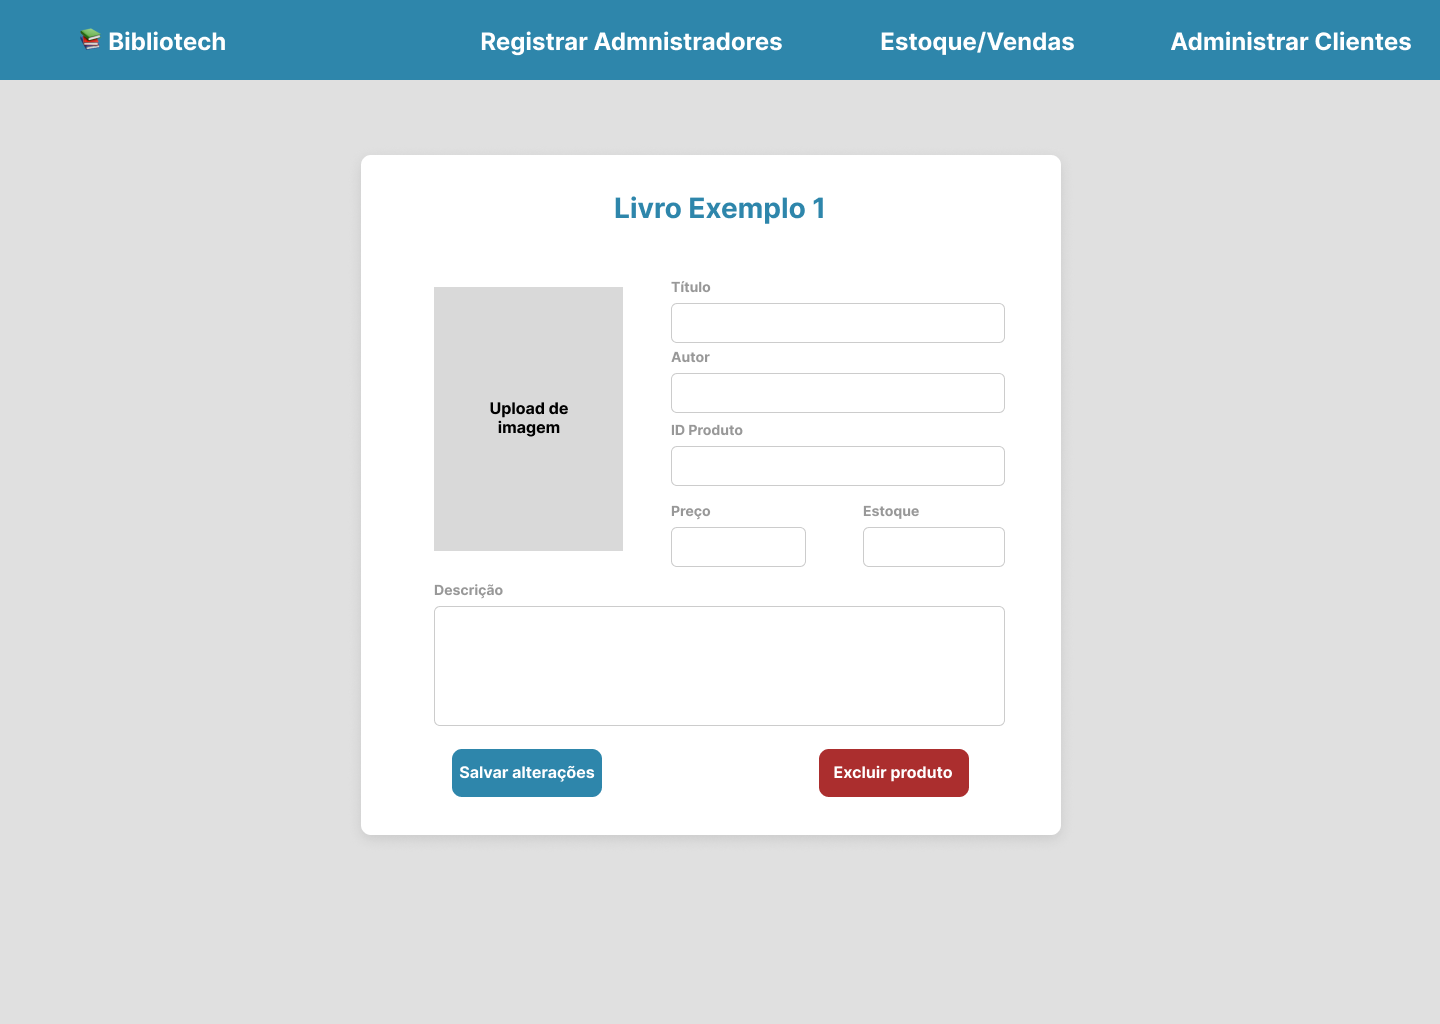 📚 Bibliotech
Registrar Admnistradores
Estoque/Vendas
Administrar Clientes
Livro Exemplo 1
Upload de
imagem
Título
Autor
ID Produto
Preço
Estoque
Descrição
Salvar alterações
Excluir produto